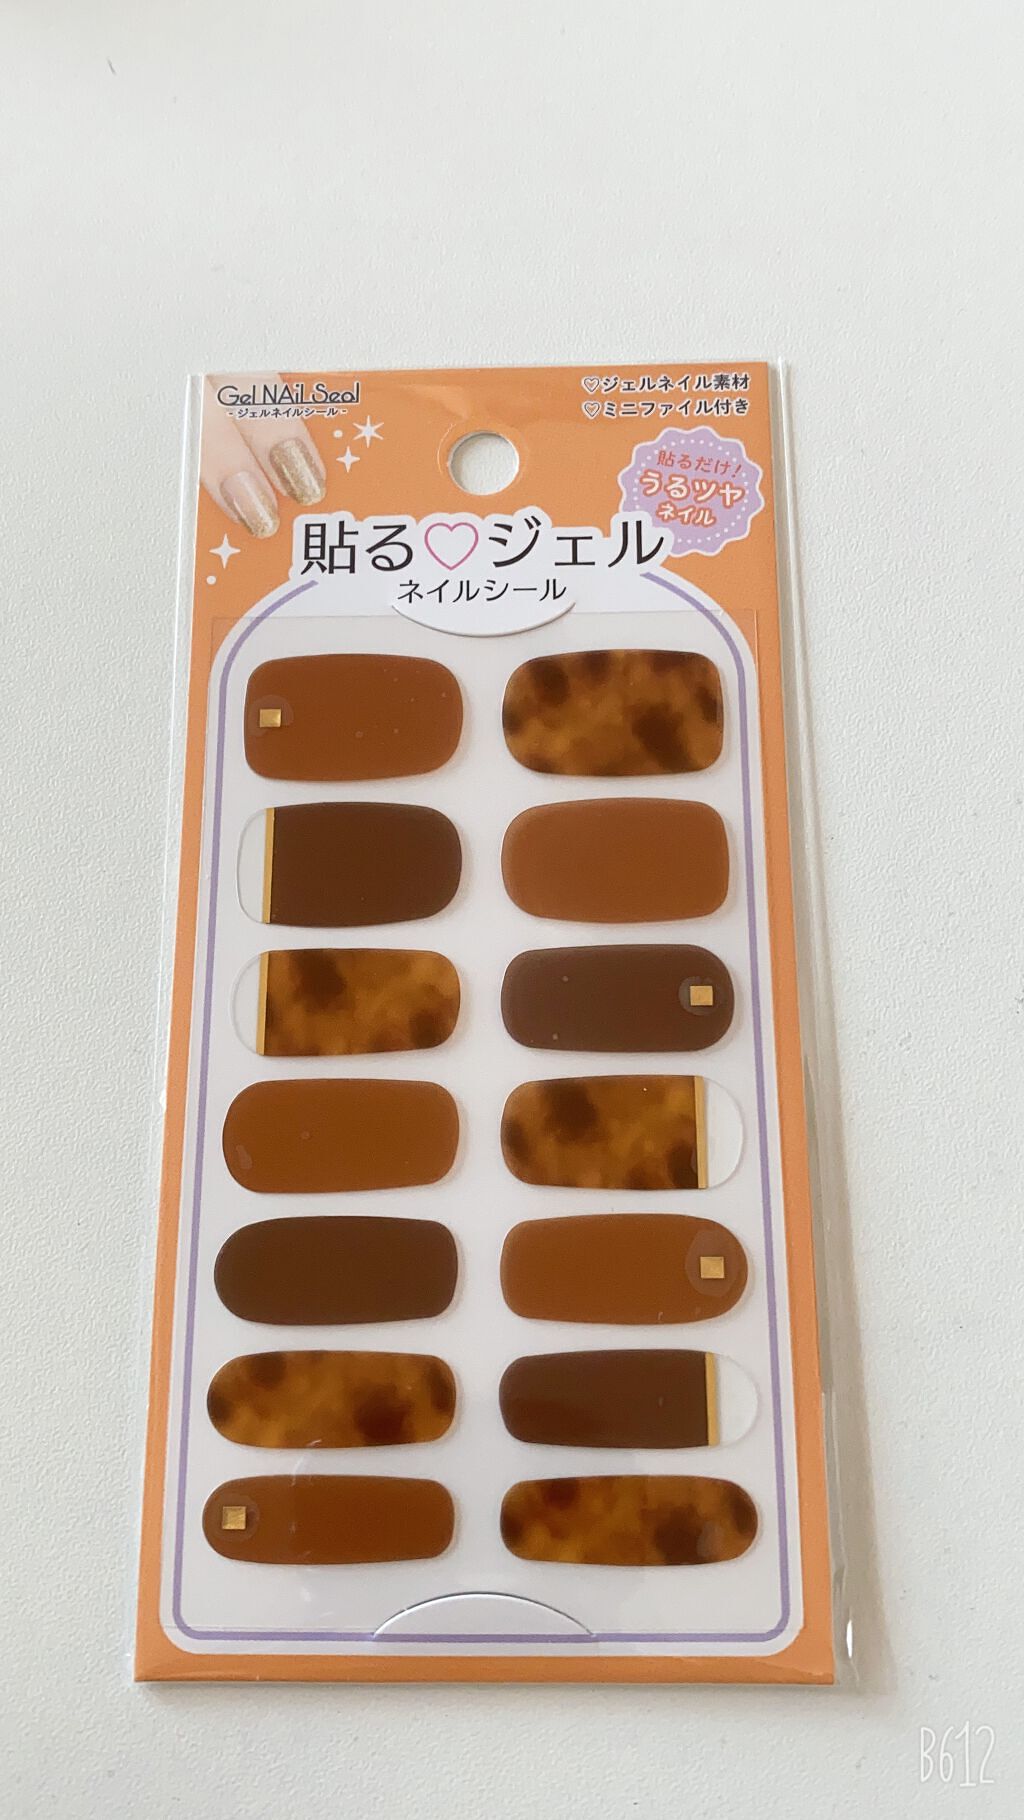 Gel NAiL Seal
- ジェルネイルシール -
♡ジェルネイル素材
♡ミニファイル付き
貼るだけ!
うるツヤ
ネイル
貼る♡ジェル
ネイルシール
B612